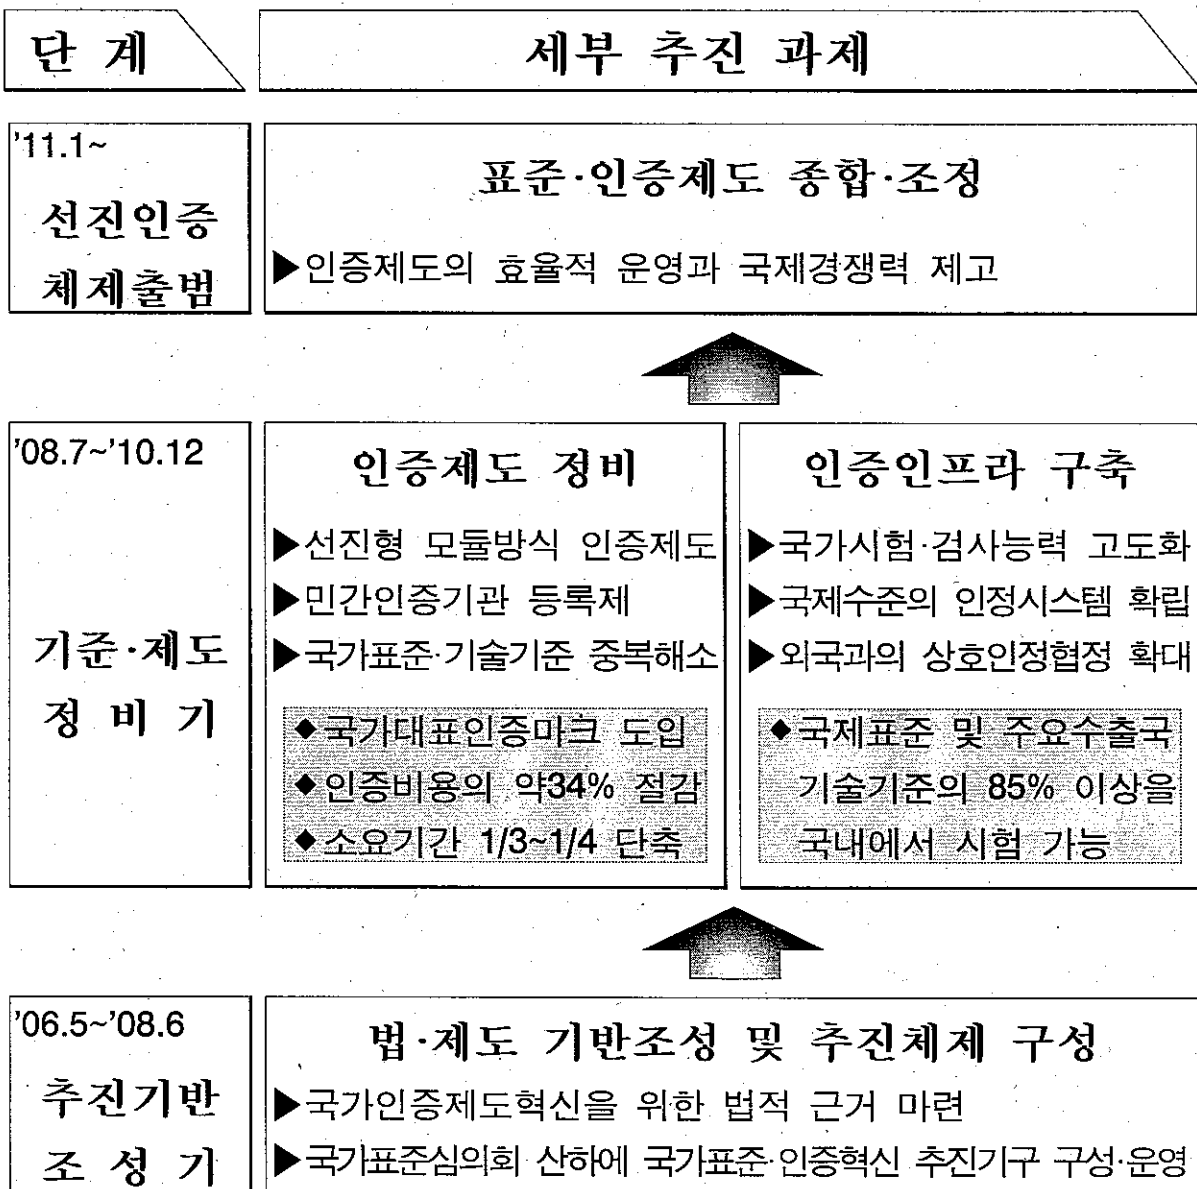 단 계
세부 추진 과제
'11.1~
선진인증
체제출범
표준·인증제도 종합·조정
▶인증제도의 효율적 운영과 국제경쟁력 제고
'08.7~'10.12
기준·제도
정 비 기
인증제도 정비
▶선진형 모듈방식 인증제도
▶민간인증기관 등록제
▶국가표준·기술기준 중복해소
◆국가대표인증마크 도입
◆인증비용의 약34% 절감
◆소요기간 1/3~1/4 단축
인증인프라 구축
▶국가시험·검사능력 고도화
▶국제수준의 인정시스템 확립
▶외국과의 상호인정협정 확대
◆국제표준 및 주요수출국
기술기준의 85% 이상을
국내에서 시험 가능
'06.5~'08.6
추진기반
조 성 기
법·제도 기반조성 및 추진체제 구성
▶국가인증제도혁신을 위한 법적 근거 마련
▶국가표준심의회 산하에 국가표준·인증혁신 추진기구 구성·운영